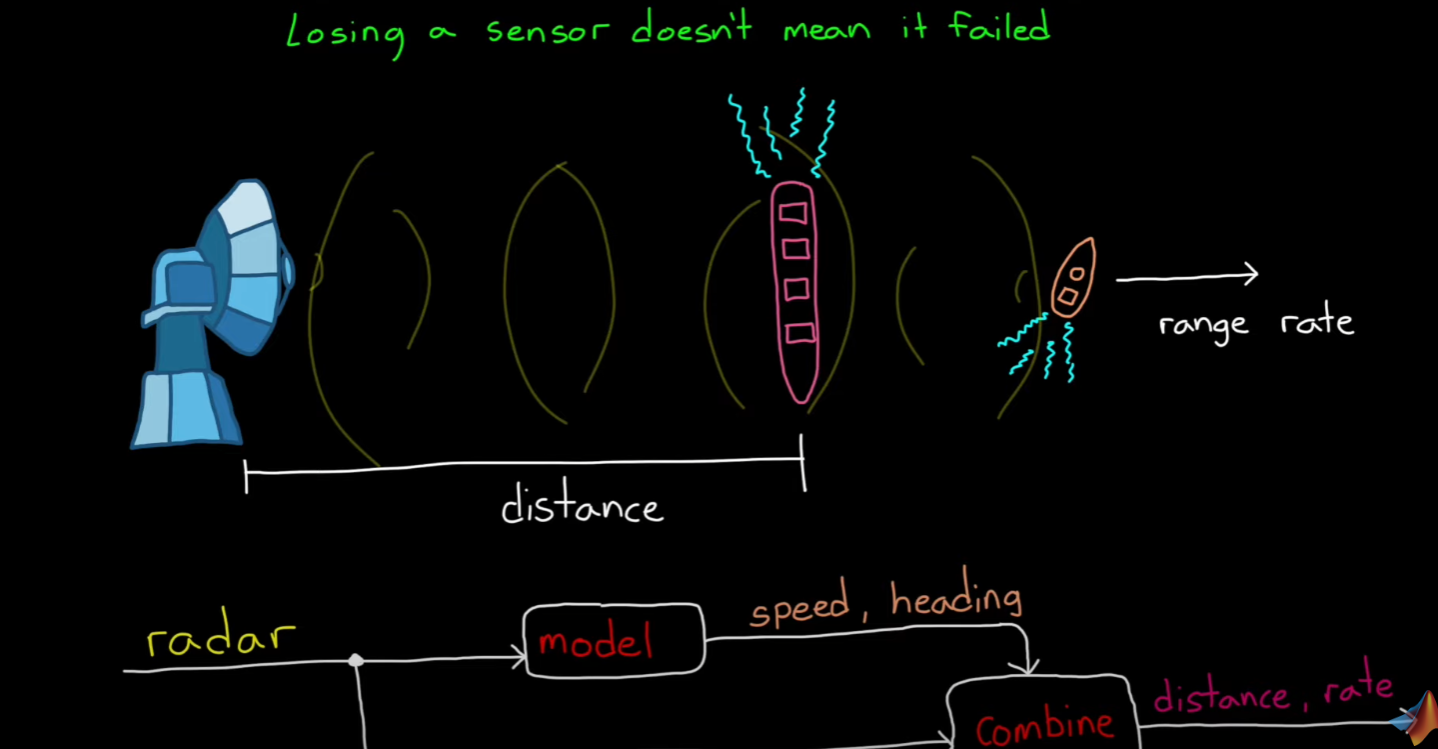 Losing a sensor doesn't mean it failed
range rate
distance
speed, heading
radar
model
distance, rate
combine